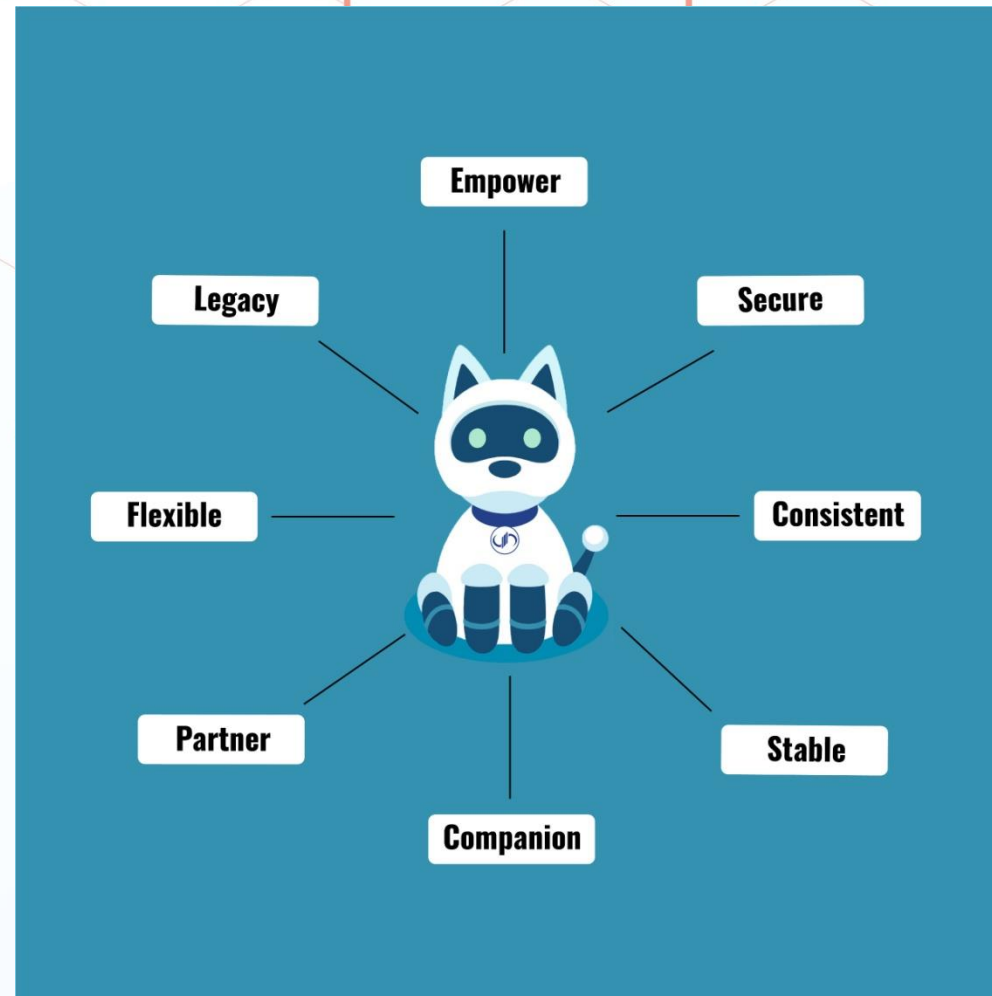 Empower
Legacy
Secure
Flexible
Consistent
Partner
Stable
Companion